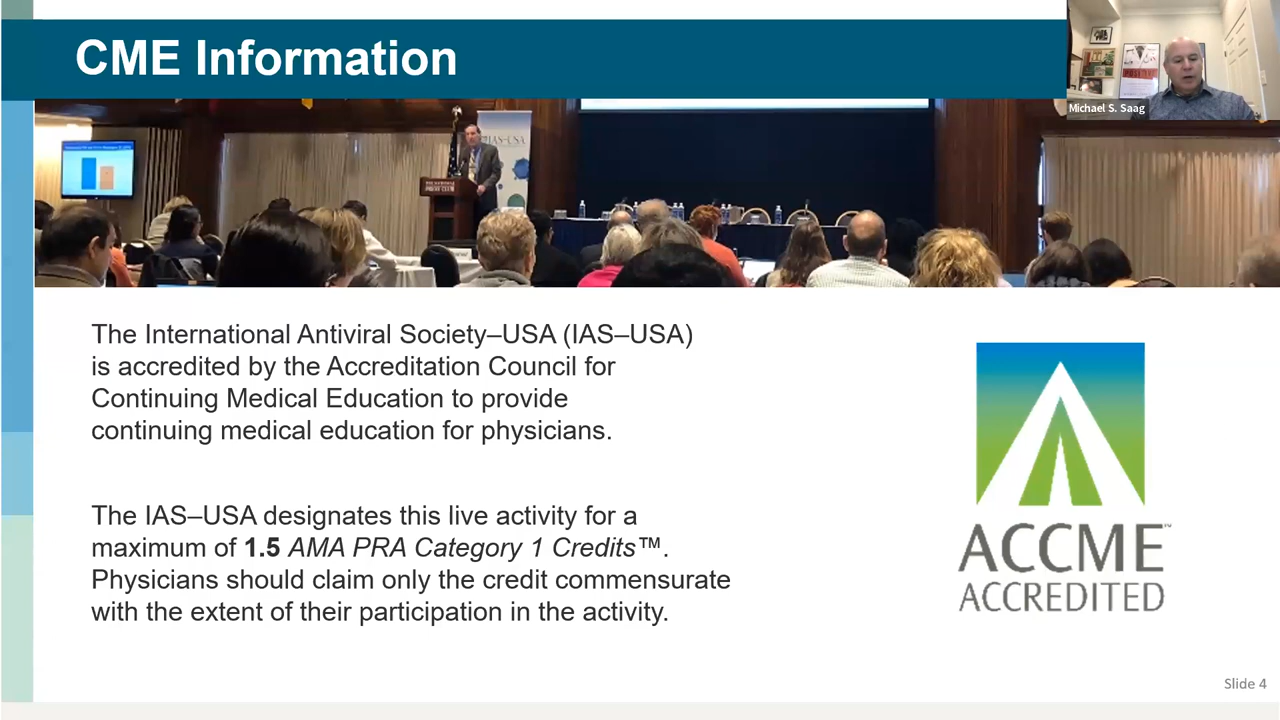 CME Information
Michael S. Saag
IAS–USA
The International Antiviral Society–USA (IAS–USA)
is accredited by the Accreditation Council for
Continuing Medical Education to provide
continuing medical education for physicians.
The IAS–USA designates this live activity for a
maximum of 1.5 AMA PRA Category 1 Credits™.
Physicians should claim only the credit commensurate
with the extent of their participation in the activity.
ACCME™
ACCREDITED
Slide 4